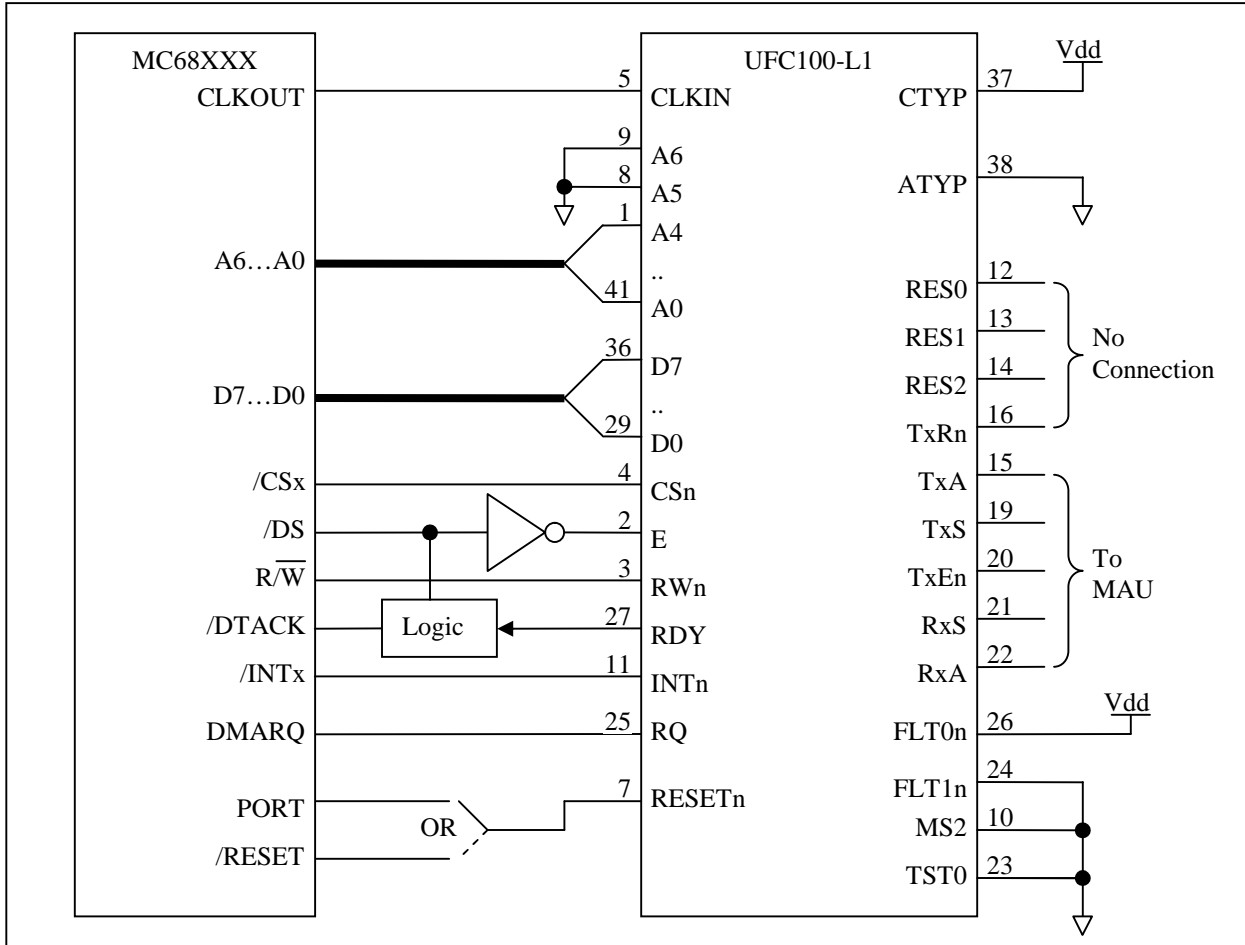 MC68XXX
CLKOUT
A6…A0
D7…D0
/CSx
/DS
R/W
/DTACK
/INTx
DMARQ
PORT
/RESET
OR
Logic
UFC100-L1
5 CLKIN
9 A6
8 A5
1 A4
..
41 A0
36 D7
..
29 D0
4 CSn
2 E
3 RWn
27 RDY
11 INTn
25 RQ
7 RESETn
CTYP 37
Vdd
ATYP 38
RES0 12
RES1 13
RES2 14
TxRn 16
No
Connection
TxA 15
TxS 19
TxEn 20
RxS 21
RxA 22
To
MAU
FLT0n 26
Vdd
FLT1n 24
MS2 10
TST0 23